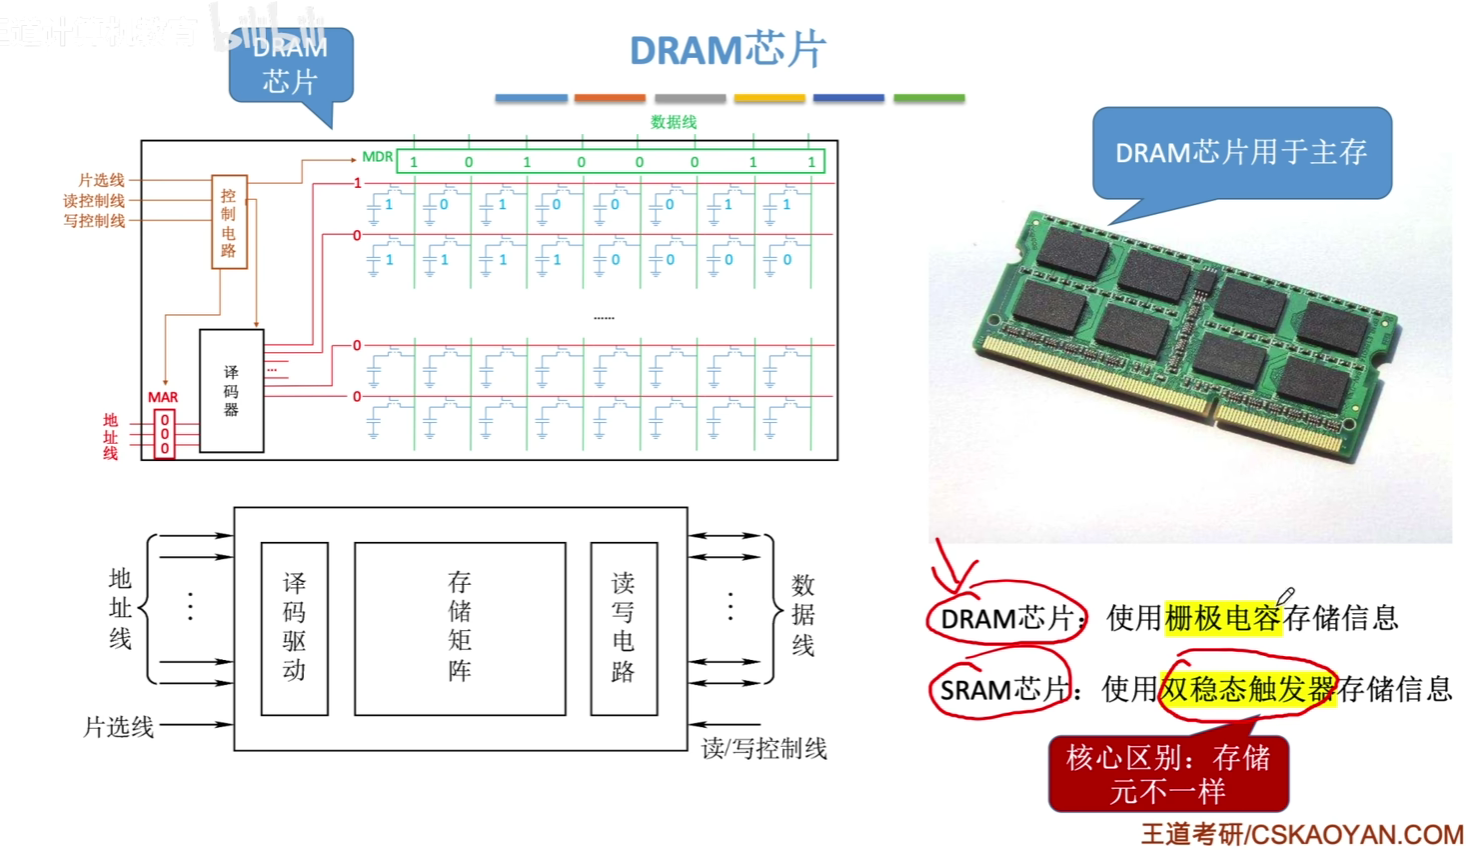 王道计算机教育 bilibili
DRAM芯片
DRAM
芯片
数据线
MDR 1 0 1 0 0 0 1 1
片选线
读控制线
写控制线
控制电路
1
1 0 1 0 0 0 1 1
0
1 1 1 1 0 0 0 0
......
0
0
译码器
...
MAR
地址线
0
0
0
DRAM芯片用于主存
地址线
译码驱动
存储矩阵
读写电路
数据线
片选线
读/写控制线
DRAM芯片：使用栅极电容存储信息
SRAM芯片：使用双稳态触发器存储信息
核心区别：存储
元不一样
王道考研/CSKAOYAN.COM